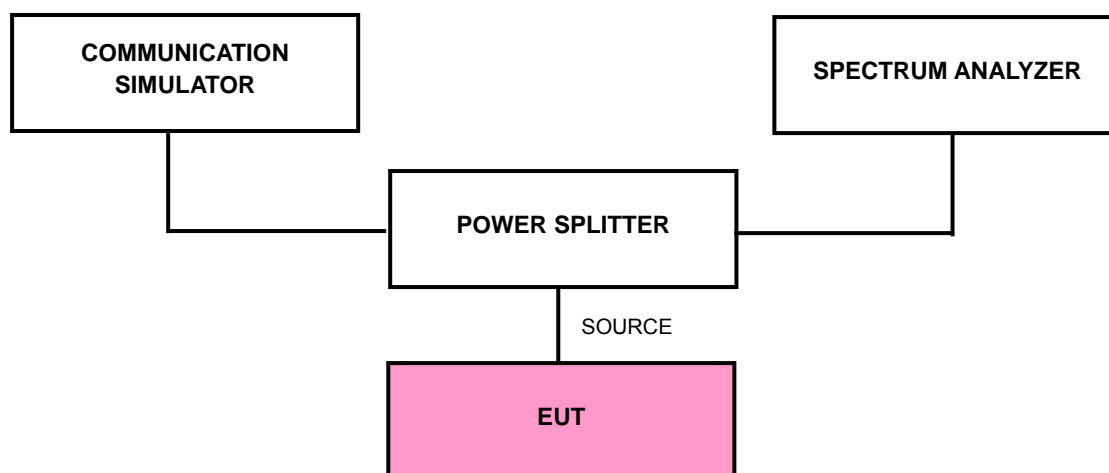 COMMUNICATION
SIMULATOR
SPECTRUM ANALYZER
POWER SPLITTER
SOURCE
EUT